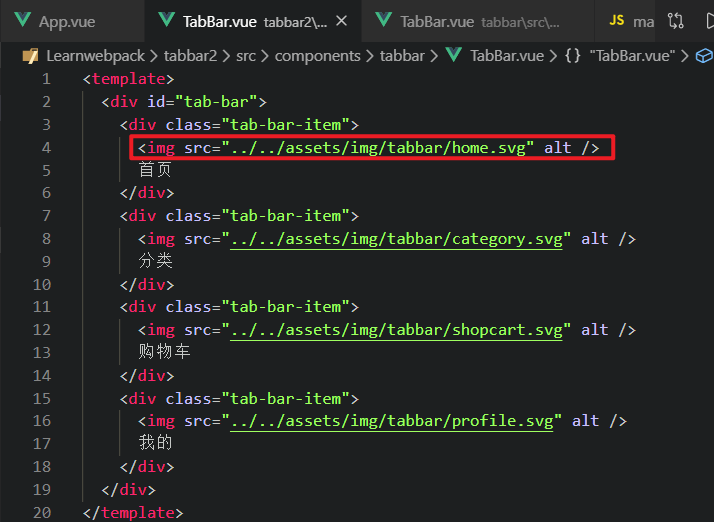 App.vue TabBar.vue tabbar2\... TabBar.vue tabbar\src\... JS ma
Learnwebpack > tabbar2 > src > components > tabbar > TabBar.vue > {} "TabBar.vue" >
1 <template>
2 <div id="tab-bar">
3 <div class="tab-bar-item">
4 <img src="../../assets/img/tabbar/home.svg" alt />
5 首页
6 </div>
7 <div class="tab-bar-item">
8 <img src="../../assets/img/tabbar/category.svg" alt />
9 分类
10 </div>
11 <div class="tab-bar-item">
12 <img src="../../assets/img/tabbar/shopcart.svg" alt />
13 购物车
14 </div>
15 <div class="tab-bar-item">
16 <img src="../../assets/img/tabbar/profile.svg" alt />
17 我的
18 </div>
19 </div>
20 </template>